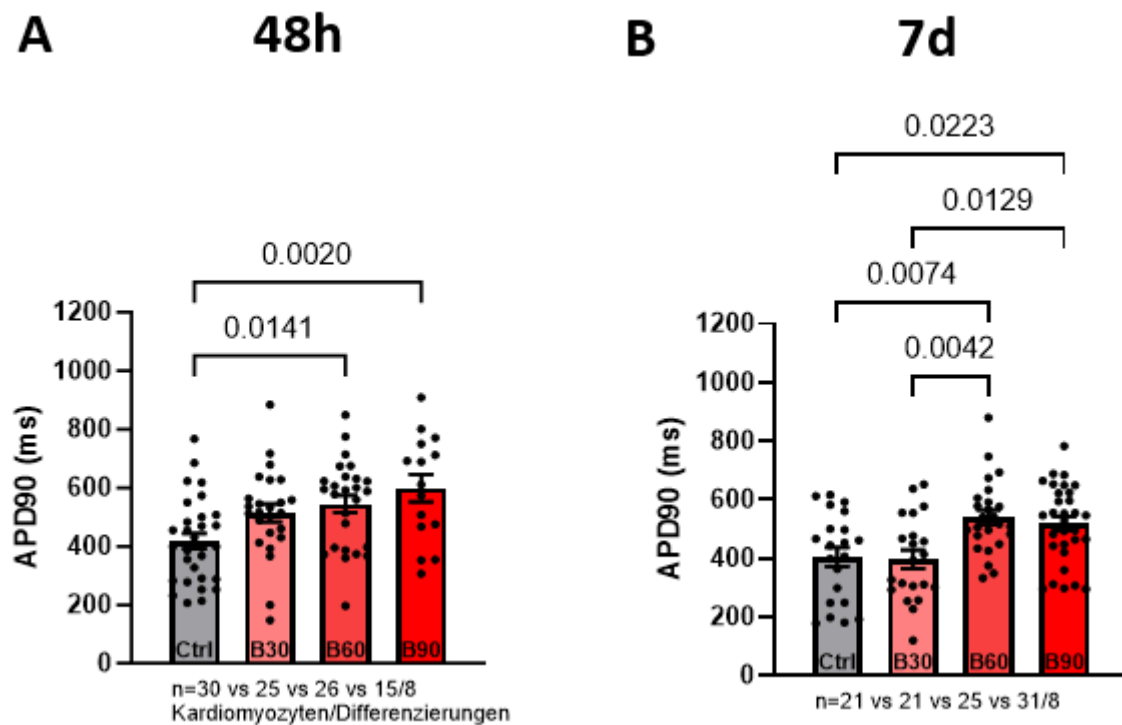 A
48h
0.0020
0.0141
1200
1000
800
600
400
200
0
APD90 (ms)
Ctrl
B30
B60
B90
n=30 vs 25 vs 26 vs 15/8
Kardiomyozyten/Differenzierungen
B
7d
0.0223
0.0129
0.0074
0.0042
1200
1000
800
600
400
200
0
APD90 (ms)
Ctrl
B30
B60
B90
n=21 vs 21 vs 25 vs 31/8